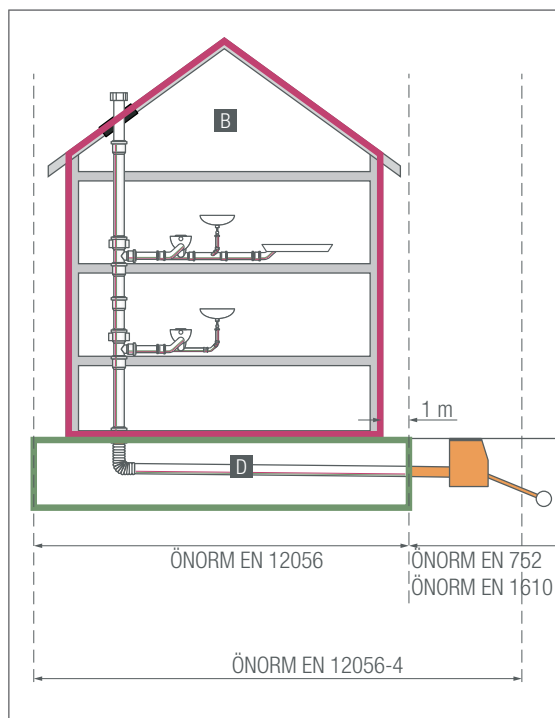 B
1 m
D
ÖNORM EN 12056
ÖNORM EN 752
ÖNORM EN 1610
ÖNORM EN 12056-4